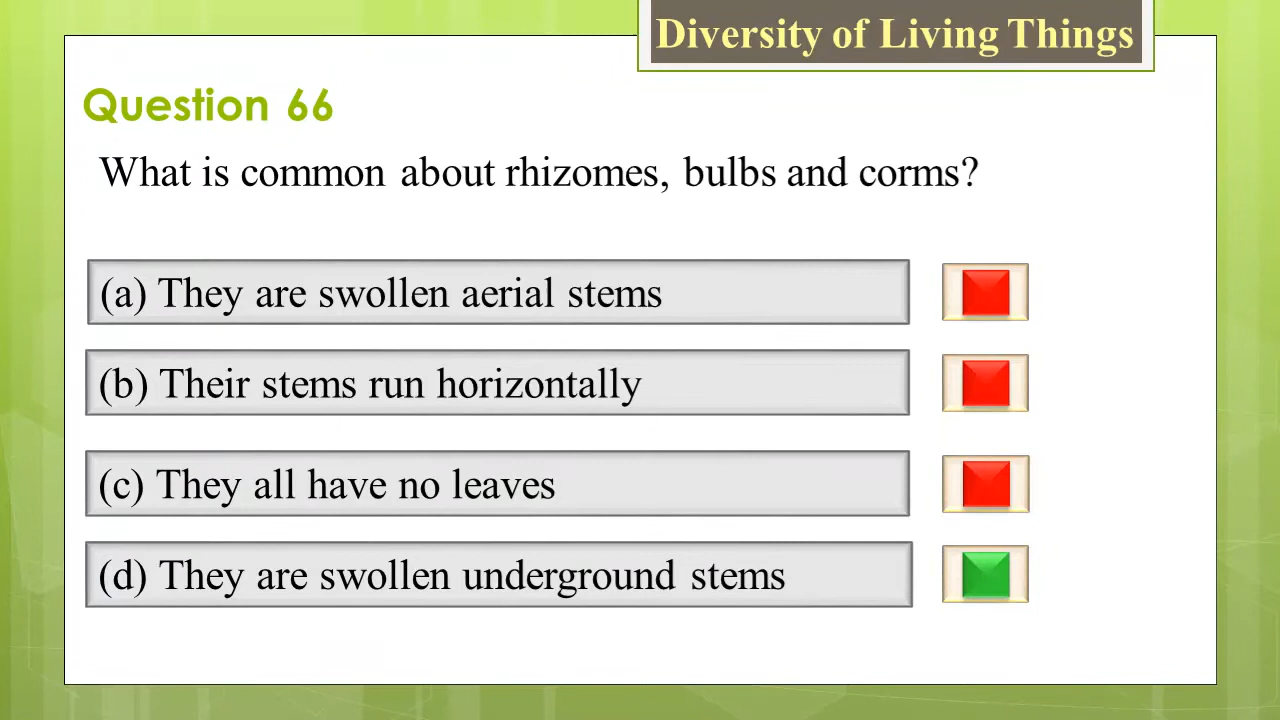 Diversity of Living Things
Question 66
What is common about rhizomes, bulbs and corms?
(a) They are swollen aerial stems
(b) Their stems run horizontally
(c) They all have no leaves
(d) They are swollen underground stems